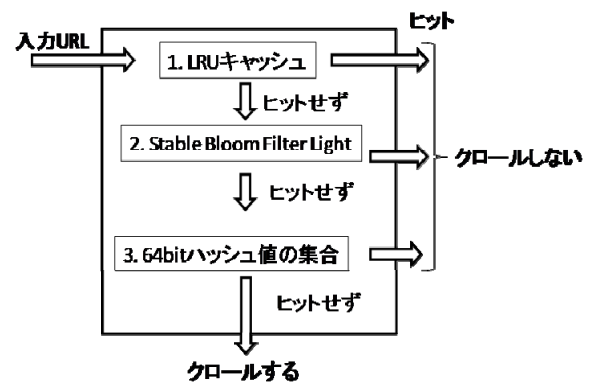 ヒット
入力URL
1. LRUキャッシュ
ヒットせず
2. Stable Bloom Filter Light
クロールしない
ヒットせず
3. 64bitハッシュ値の集合
ヒットせず
クロールする